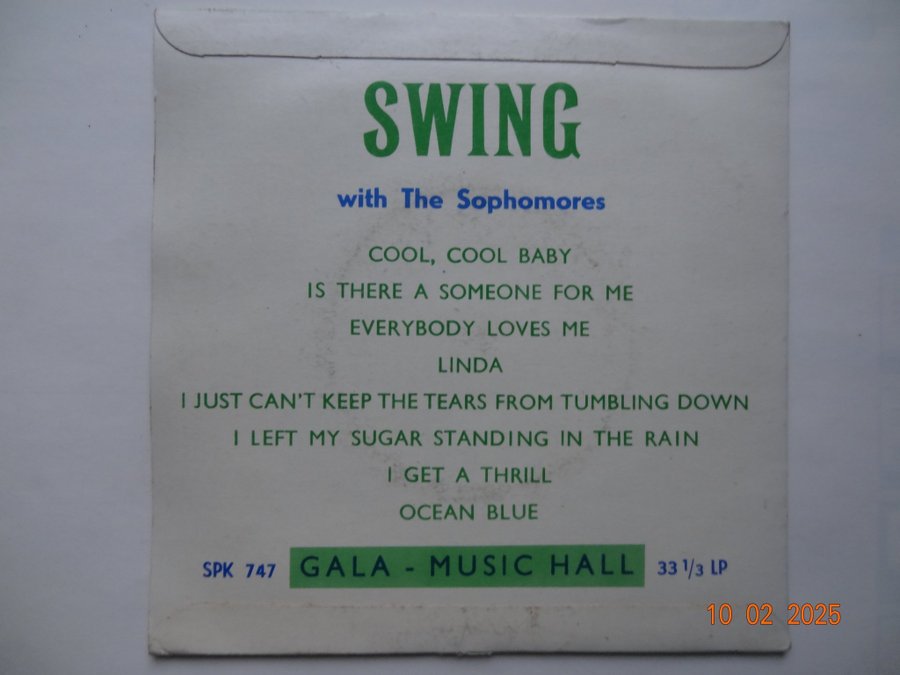 SWING
with The Sophomores
COOL, COOL BABY
IS THERE A SOMEONE FOR ME
EVERYBODY LOVES ME
LINDA
I JUST CAN'T KEEP THE TEARS FROM TUMBLING DOWN
I LEFT MY SUGAR STANDING IN THE RAIN
I GET A THRILL
OCEAN BLUE
SPK 747 GALA - MUSIC HALL 33 1/3 LP
10 02 2025